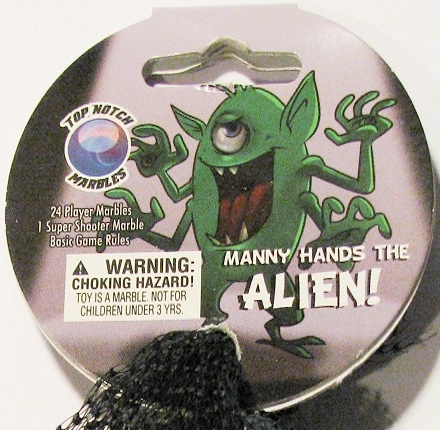 TOP NOTCH
MARBLES
24 Player Marbles
1 Super Shooter Marble
Basic Game Rules
WARNING:
CHOKING HAZARD!
TOY IS A MARBLE. NOT FOR
CHILDREN UNDER 3 YRS.
MANNY HANDS THE
ALIEN!